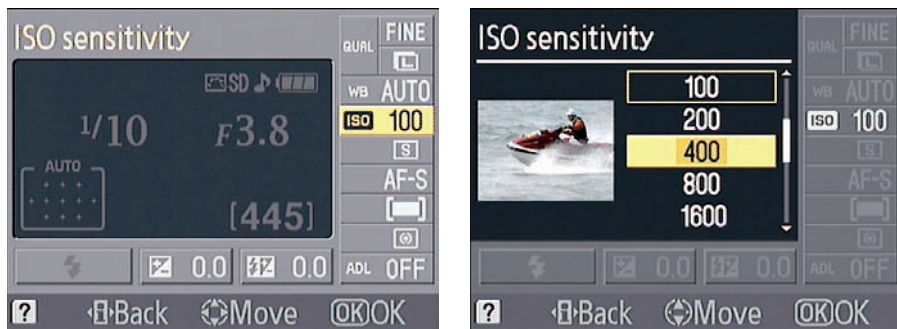 ISO sensitivity
QUAL FINE
L
SD
WB AUTO
ISO 100
1/10 F3.8
S
AUTO
AF-S
[445]
0.0 0.0 ADL OFF
? Back Move OK OK
ISO sensitivity
QUAL FINE
L
100
WB AUTO
200
ISO 100
400
S
800
AF-S
1600
0.0 0.0 ADL OFF
? Back Move OK OK